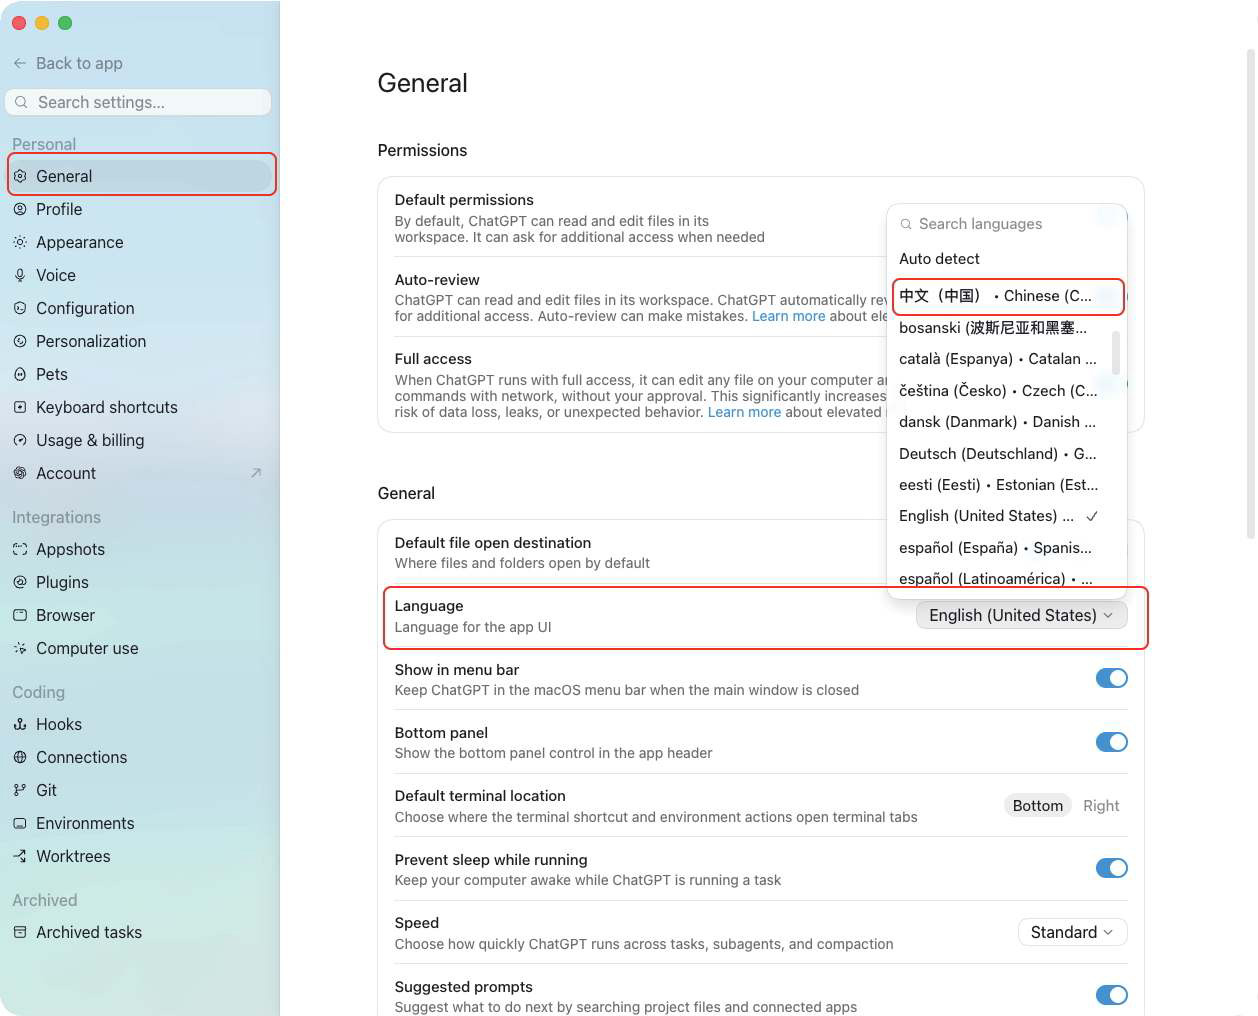 Back to app
Search settings...
Personal
General
Profile
Appearance
Voice
Configuration
Personalization
Pets
Keyboard shortcuts
Usage & billing
Account
Integrations
Appshots
Plugins
Browser
Computer use
Coding
Hooks
Connections
Git
Environments
Worktrees
Archived
Archived tasks
General
Permissions
Default permissions
By default, ChatGPT can read and edit files in its
workspace. It can ask for additional access when needed
Auto-review
ChatGPT can read and edit files in its workspace. ChatGPT automatically
for additional access. Auto-review can make mistakes. Learn more about
Full access
When ChatGPT runs with full access, it can edit any file on your computer
commands with network, without your approval. This significantly increases
risk of data loss, leaks, or unexpected behavior. Learn more about elevated
Search languages
Auto detect
中文（中国） • Chinese (C...
bosanski (波斯尼亚和黑塞...
català (Espanya) • Catalan ...
čeština (Česko) • Czech (C...
dansk (Danmark) • Danish ...
Deutsch (Deutschland) • G...
eesti (Eesti) • Estonian (Est...
English (United States) ...
español (España) • Spanis...
español (Latinoamérica) • ...
General
Default file open destination
Where files and folders open by default
Language
Language for the app UI
English (United States)
Show in menu bar
Keep ChatGPT in the macOS menu bar when the main window is closed
Bottom panel
Show the bottom panel control in the app header
Default terminal location
Choose where the terminal shortcut and environment actions open terminal tabs
Bottom Right
Prevent sleep while running
Keep your computer awake while ChatGPT is running a task
Speed
Choose how quickly ChatGPT runs across tasks, subagents, and compaction
Standard
Suggested prompts
Suggest what to do next by searching project files and connected apps